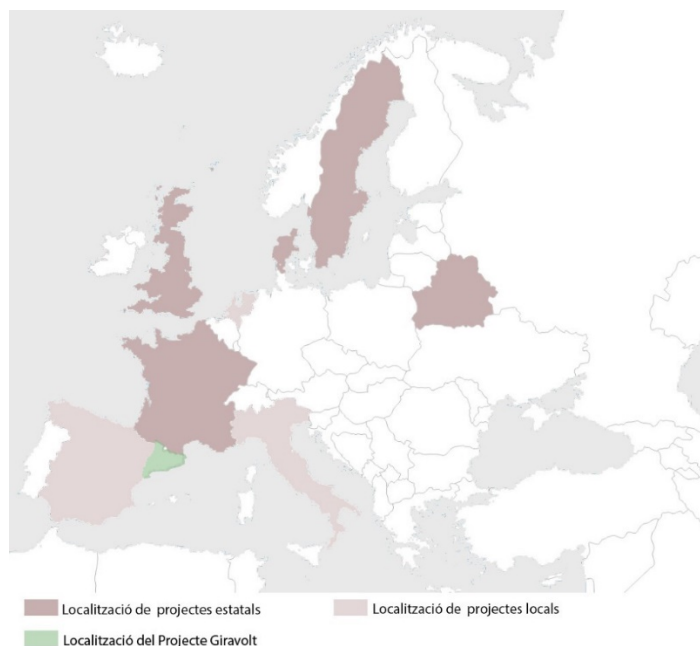 Localització de projectes estatals
Localització de projectes locals
Localització del Projecte Giravolt